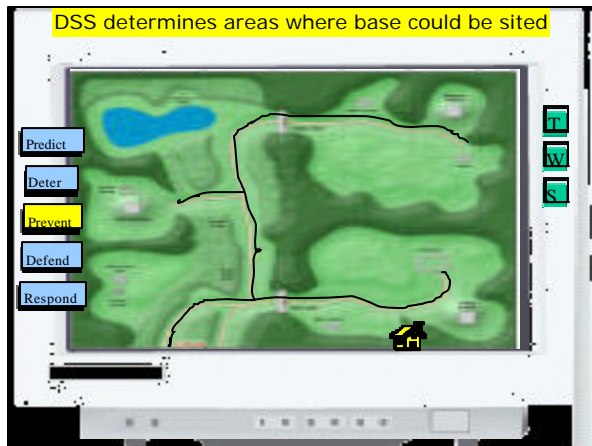 DSS determines areas where base could be sited
Predict
Deter
Prevent
Defend
Respond
T
W
S